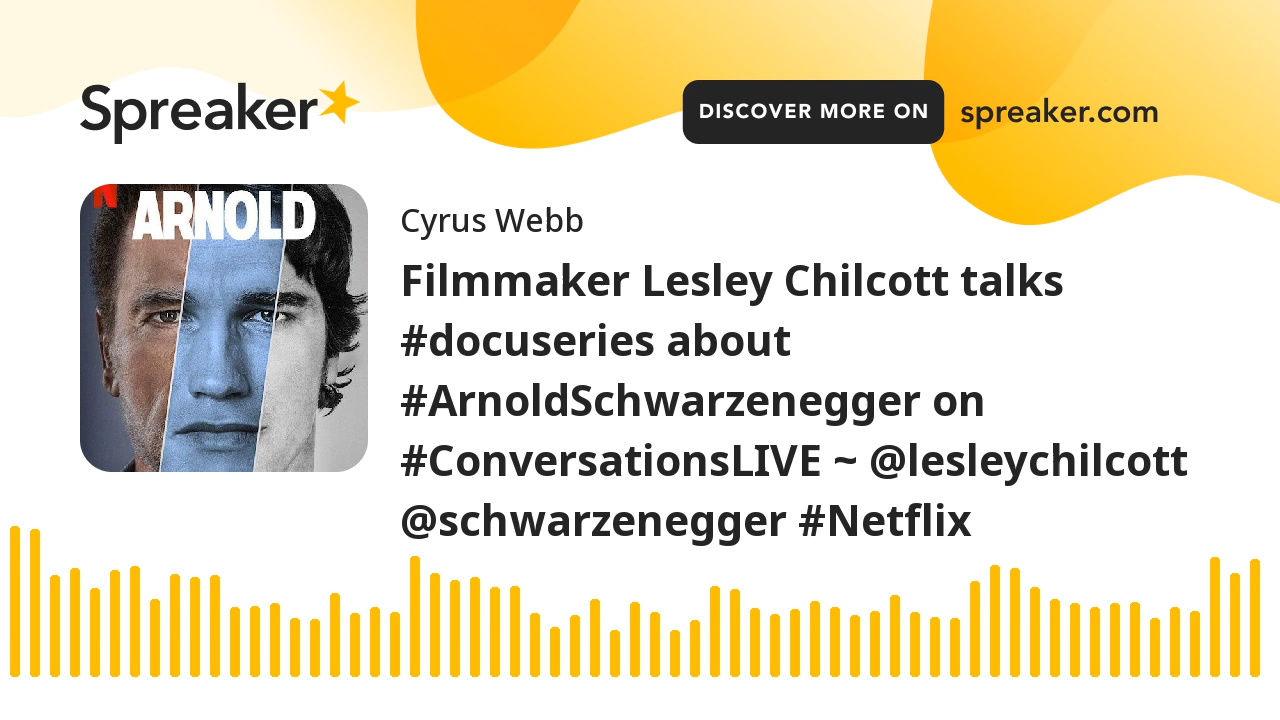 Spreaker
DISCOVER MORE ON
spreaker.com
N
ARNOLD
Cyrus Webb
Filmmaker Lesley Chilcott talks
#docuseries about
#ArnoldSchwarzenegger on
#ConversationsLIVE ~ @lesleychilcott
@schwarzenegger #Netflix